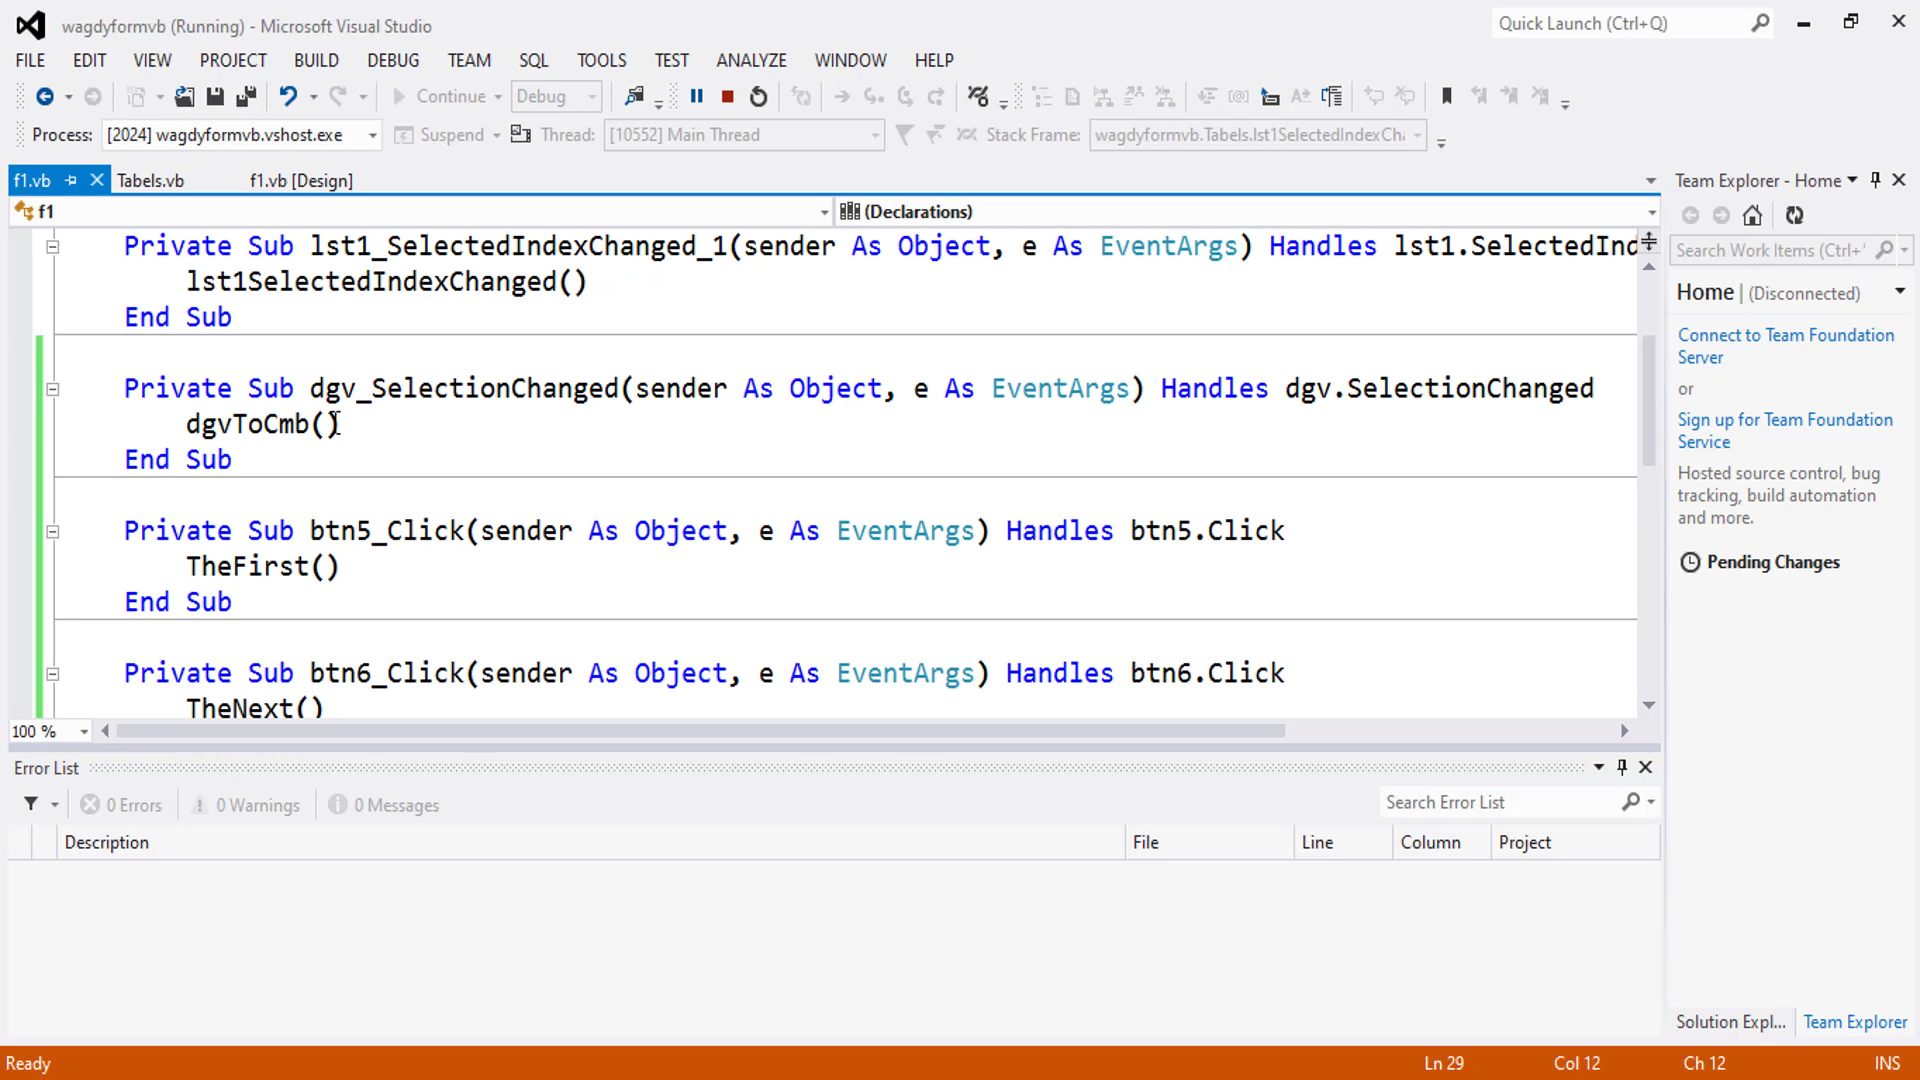 wagdyformvb (Running) - Microsoft Visual Studio
Quick Launch (Ctrl+Q)
FILE EDIT VIEW PROJECT BUILD DEBUG TEAM SQL TOOLS TEST ANALYZE WINDOW HELP
Continue Debug
Process: [2024] wagdyformvb.vshost.exe Suspend Thread: [10552] Main Thread Stack Frame: wagdyformvb.Tabels.lst1SelectedIndexCha
f1.vb Tabels.vb f1.vb [Design]
f1 (Declarations)
Private Sub lst1_SelectedIndexChanged_1(sender As Object, e As EventArgs) Handles lst1.SelectedInd
lst1SelectedIndexChanged()
End Sub
Private Sub dgv_SelectionChanged(sender As Object, e As EventArgs) Handles dgv.SelectionChanged
dgvToCmb()
End Sub
Private Sub btn5_Click(sender As Object, e As EventArgs) Handles btn5.Click
TheFirst()
End Sub
Private Sub btn6_Click(sender As Object, e As EventArgs) Handles btn6.Click
TheNext()
100 %
Error List
0 Errors 0 Warnings 0 Messages
Search Error List
Description File Line Column Project
Team Explorer - Home
Search Work Items (Ctrl+'
Home | (Disconnected)
Connect to Team Foundation
Server
or
Sign up for Team Foundation
Service
Hosted source control, bug
tracking, build automation
and more.
Pending Changes
Solution Expl... Team Explorer
Ready Ln 29 Col 12 Ch 12 INS